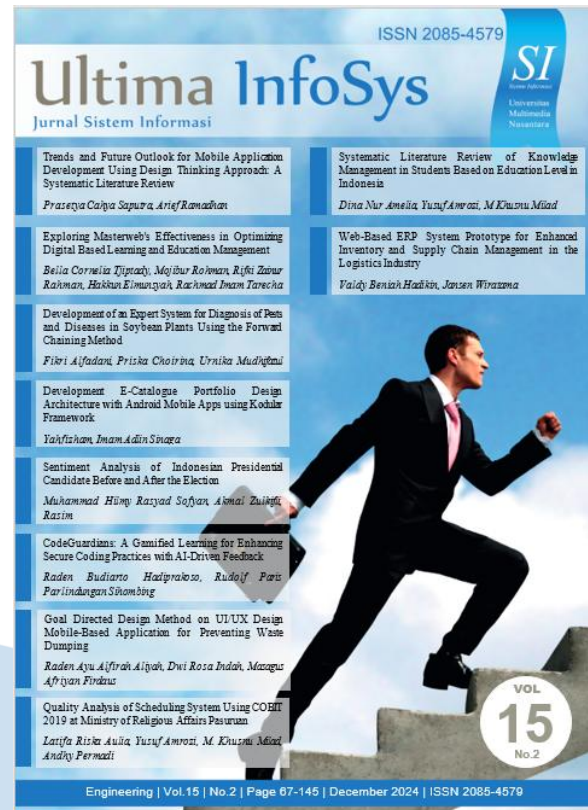 ISSN 2085-4579
Ultima InfoSys
Jurnal Sistem Informasi
SI
Sistem Informasi
Universitas
Multimedia
Nusantara
Trends and Future Outlook for Mobile Application
Development Using Design Thinking Approach: A
Systematic Literature Review
Prasetya Cahya Saputra, Arief Ramadhan
Exploring Masterweb's Effectiveness in Optimizing
Digital Based Learning and Education Management
Bella Cornelia Tjiptady, Mojibur Rohman, Rifki Zainur
Rahman, Hakkun Elmunsyah, Rachmad Imam Tarecha
Development of an Expert System for Diagnosis of Pests
and Diseases in Soybean Plants Using the Forward
Chaining Method
Fikri Alfadani, Priska Choirina, Urnika Mudhifatul
Development E-Catalogue Portfolio Design
Architecture with Android Mobile Apps using Kodular
Framework
Yahfizham, Imam Adlin Sinaga
Sentiment Analysis of Indonesian Presidential
Candidate Before and After the Election
Muhammad Hilmy Rasyad Sofyan, Akmal Zulkifli,
Rasim
CodeGuardians: A Gamified Learning for Enhancing
Secure Coding Practices with AI-Driven Feedback
Raden Budiarto Hadiprakoso, Rudolf Paris
Parlindungan Sihombing
Goal Directed Design Method on UI/UX Design
Mobile-Based Application for Preventing Waste
Dumping
Raden Ayu Alfirah Aliyah, Dwi Rosa Indah, Masagus
Afriyan Firdaus
Quality Analysis of Scheduling System Using COBIT
2019 at Ministry of Religious Affairs Pasuruan
Latifa Riska Aulia, Yusuf Amrozi, M. Khusnu Milad,
Andhy Permadi
Systematic Literature Review of Knowledge
Management in Students Based on Education Level in
Indonesia
Dina Nur Amelia, Yusuf Amrozi, M Khusnu Milad
Web-Based ERP System Prototype for Enhanced
Inventory and Supply Chain Management in the
Logistics Industry
Valdy Beniah Hadikin, Jansen Wiratama
VOL
15
No.2
Engineering | Vol.15 | No.2 | Page 67-145 | December 2024 | ISSN 2085-4579